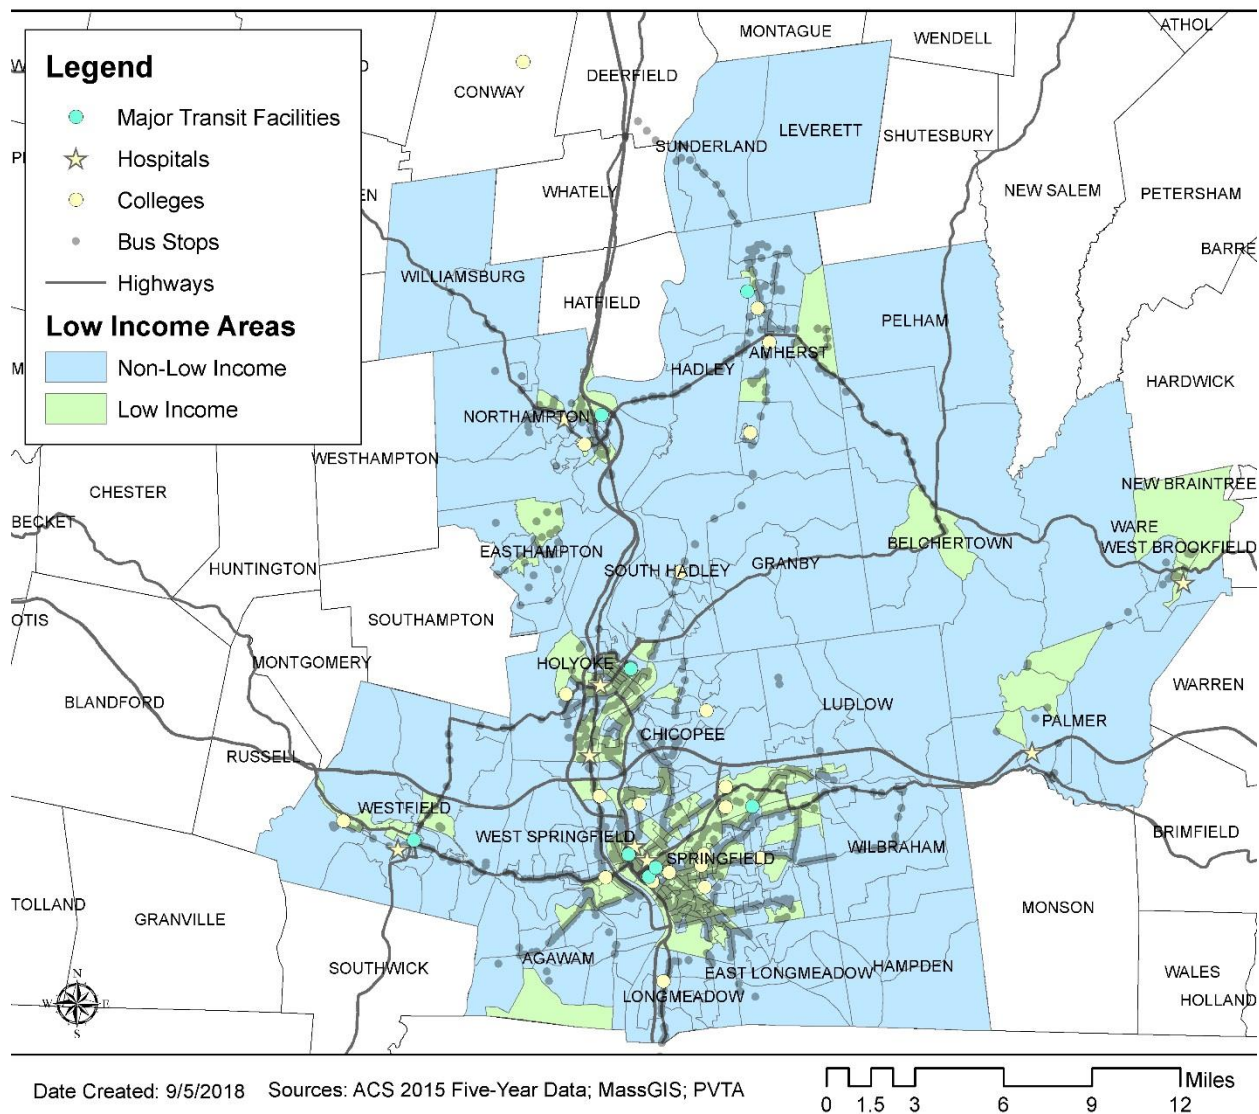 Legend
Major Transit Facilities
Hospitals
Colleges
Bus Stops
Highways
Low Income Areas
Non-Low Income
Low Income
MONTAGUE
WENDELL
ATHOL
CONWAY
DEERFIELD
SUNDERLAND
LEVERETT
SHUTESBURY
NEW SALEM
PETERSHAM
WHATELY
BARRE
WILLIAMSBURG
HATFIELD
PELHAM
HADLEY
AMHERST
HARDWICK
NORTHAMPTON
WESTHAMPTON
CHESTER
NEW BRAINTREE
BECKET
WARE
EASTHAMPTON
BELCHERTOWN
WEST BROOKFIELD
HUNTINGTON
SOUTH HADLEY
GRANBY
OTIS
SOUTHAMPTON
MONTGOMERY
HOLYOKE
BLANDFORD
LUDLOW
WARREN
PALMER
CHICOPEE
RUSSELL
WESTFIELD
WEST SPRINGFIELD
BRIMFIELD
SPRINGFIELD
WILBRAHAM
TOLLAND
GRANVILLE
MONSON
SOUTHWICK
AGAWAM
EAST LONGMEADOW
HAMPDEN
WALES
LONGMEADOW
HOLLAND
N
W E
S
Date Created: 9/5/2018 Sources: ACS 2015 Five-Year Data; MassGIS; PVTA
Miles
0 1.5 3 6 9 12